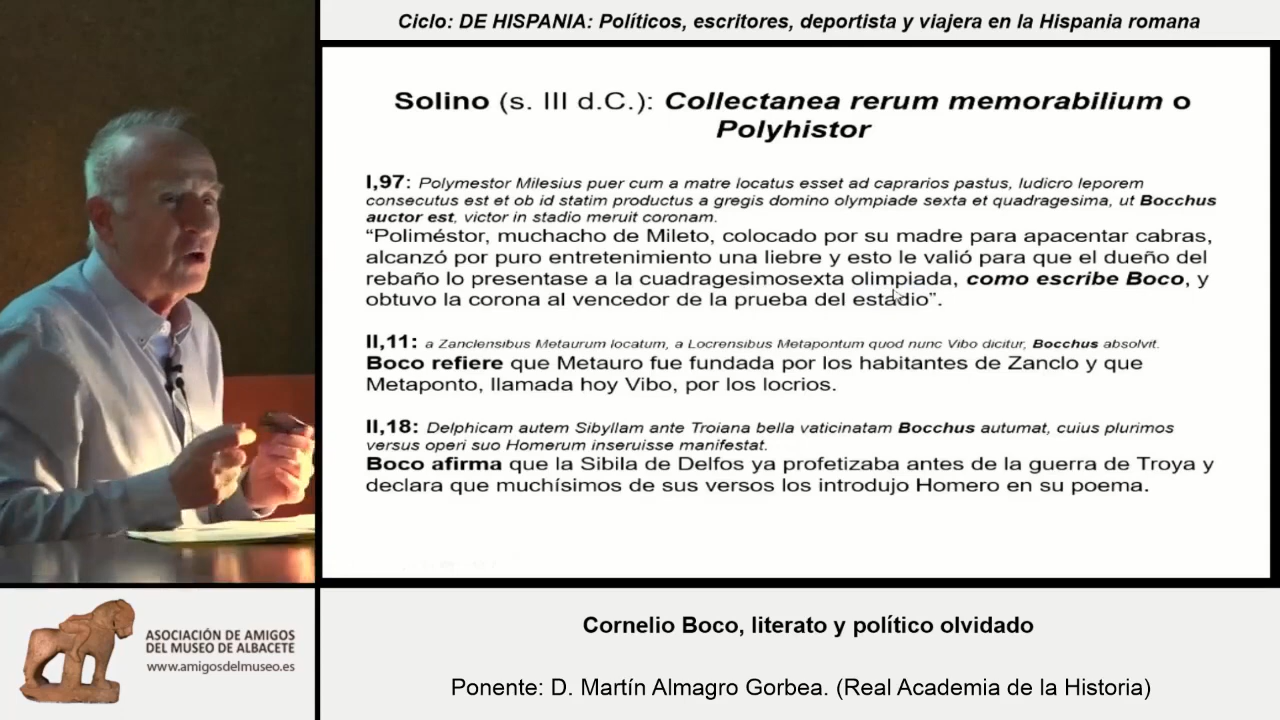 Ciclo: DE HISPANIA: Políticos, escritores, deportista y viajera en la Hispania romana
Solino (s. III d.C.): Collectanea rerum memorabilium o
Polyhistor
I,97: Polymestor Milesius puer cum a matre locatus esset ad caprarios pastus, ludicro leporem
consecutus est et ob id statim productus a gregis domino olympiade sexta et quadragesima, ut Bocchus
auctor est, victor in stadio meruit coronam.
“Poliméstor, muchacho de Mileto, colocado por su madre para apacentar cabras,
alcanzó por puro entretenimiento una liebre y esto le valió para que el dueño del
rebaño lo presentase a la cuadragesimosexta olimpiada, como escribe Boco, y
obtuvo la corona al vencedor de la prueba del estadio”.
II,11: a Zanclensibus Metaurum locatum, a Locrensibus Metapontum quod nunc Vibo dicitur, Bocchus absolvit.
Boco refiere que Metauro fue fundada por los habitantes de Zanclo y que
Metaponto, llamada hoy Vibo, por los locrios.
II,18: Delphicam autem Sibyllam ante Troiana bella vaticinatam Bocchus autumat, cuius plurimos
versus operi suo Homerum inseruisse manifestat.
Boco afirma que la Sibila de Delfos ya profetizaba antes de la guerra de Troya y
declara que muchísimos de sus versos los introdujo Homero en su poema.
ASOCIACIÓN DE AMIGOS
DEL MUSEO DE ALBACETE
www.amigosdelmuseo.es
Cornelio Boco, literato y político olvidado
Ponente: D. Martín Almagro Gorbea. (Real Academia de la Historia)